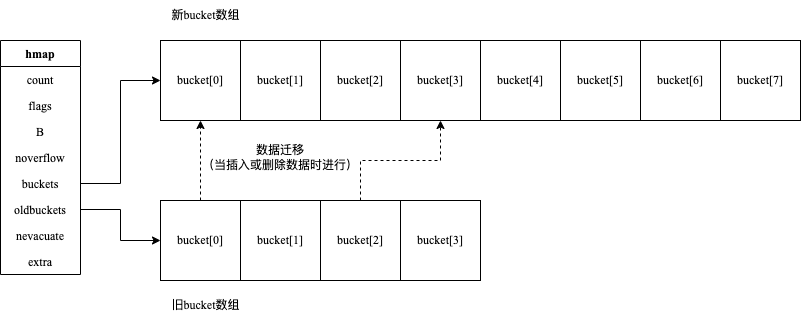 新bucket数组
hmap
count
flags
B
noverflow
buckets
oldbuckets
nevacuate
extra
bucket[0] bucket[1] bucket[2] bucket[3] bucket[4] bucket[5] bucket[6] bucket[7]
数据迁移
（当插入或删除数据时进行）
bucket[0] bucket[1] bucket[2] bucket[3]
旧bucket数组